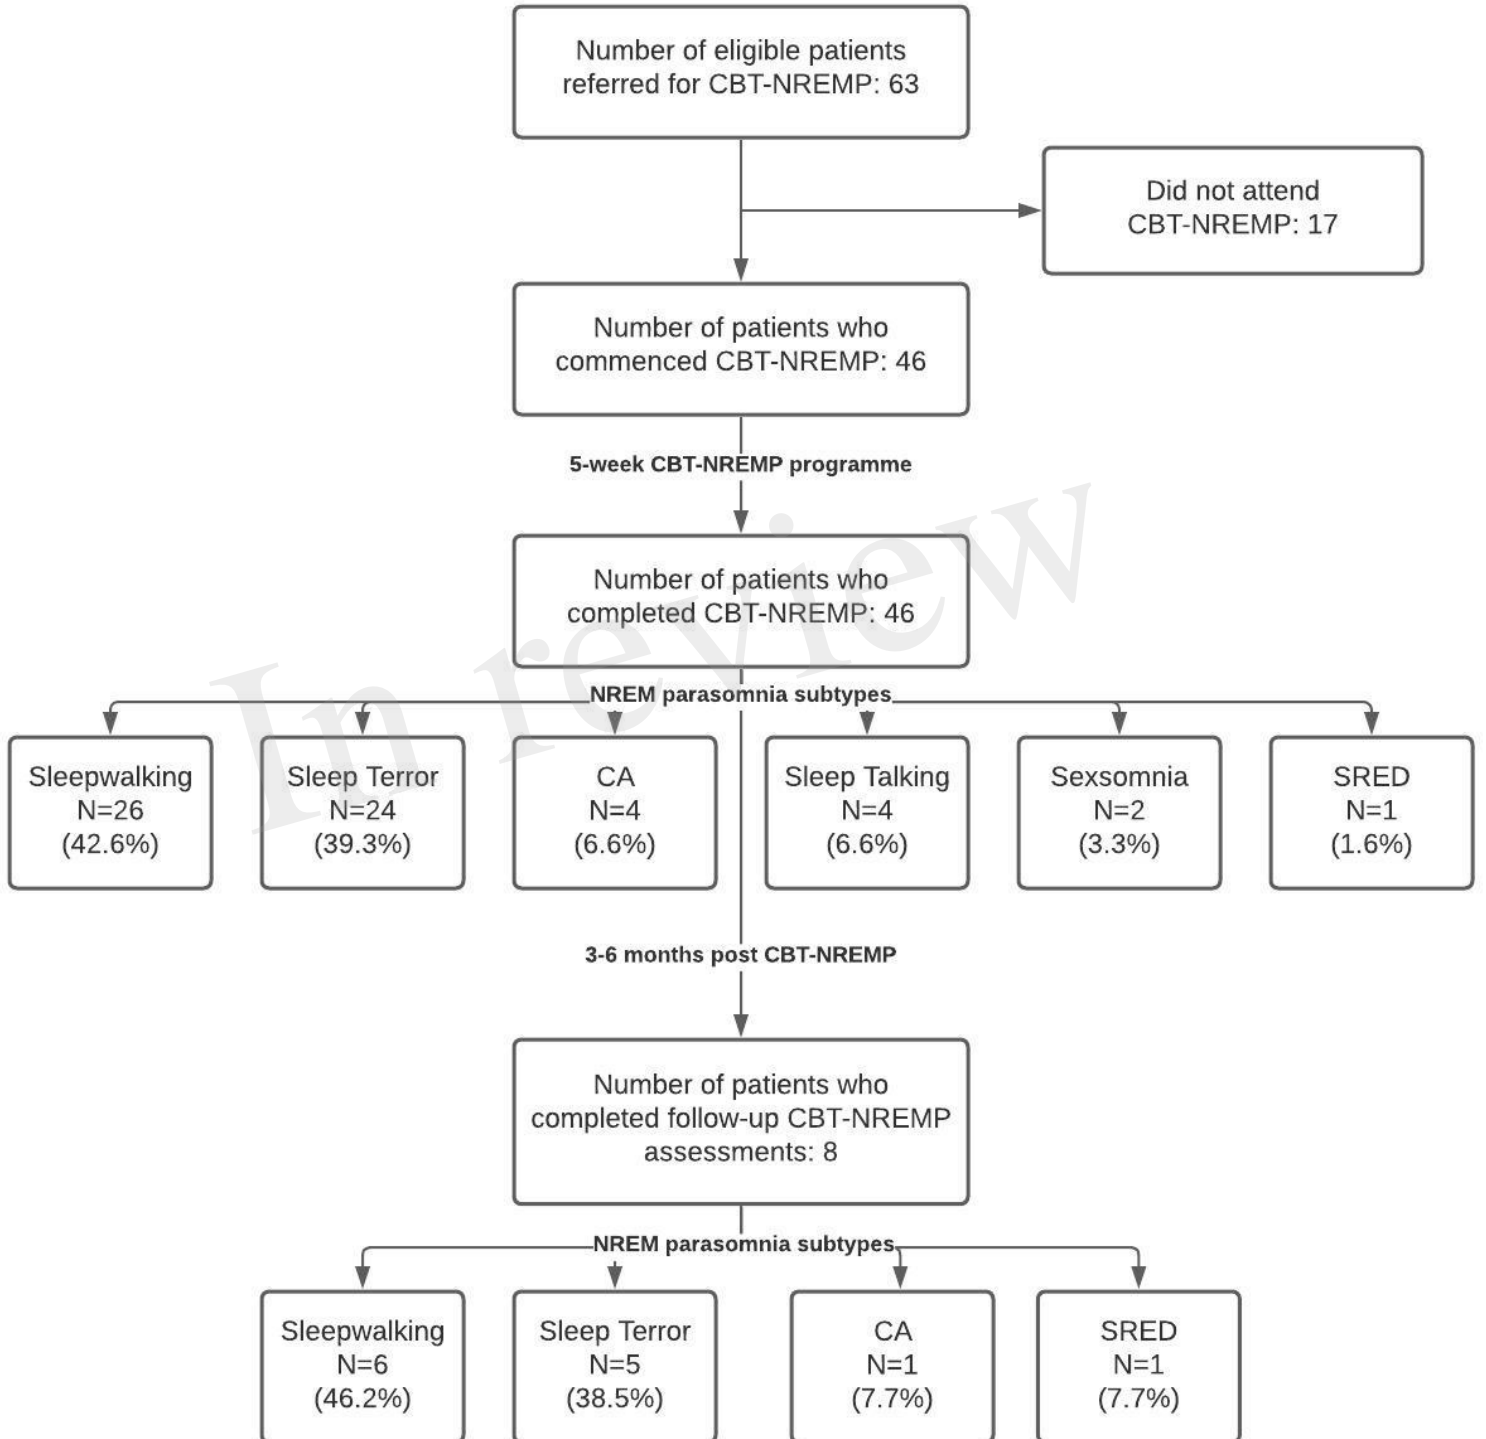 Number of eligible patients
referred for CBT-NREMP: 63
Did not attend
CBT-NREMP: 17
Number of patients who
commenced CBT-NREMP: 46
5-week CBT-NREMP programme
Number of patients who
completed CBT-NREMP: 46
In review
NREM parasomnia subtypes
Sleepwalking
N=26
(42.6%)
Sleep Terror
N=24
(39.3%)
CA
N=4
(6.6%)
Sleep Talking
N=4
(6.6%)
Sexsomnia
N=2
(3.3%)
SRED
N=1
(1.6%)
3-6 months post CBT-NREMP
Number of patients who
completed follow-up CBT-NREMP
assessments: 8
NREM parasomnia subtypes
Sleepwalking
N=6
(46.2%)
Sleep Terror
N=5
(38.5%)
CA
N=1
(7.7%)
SRED
N=1
(7.7%)